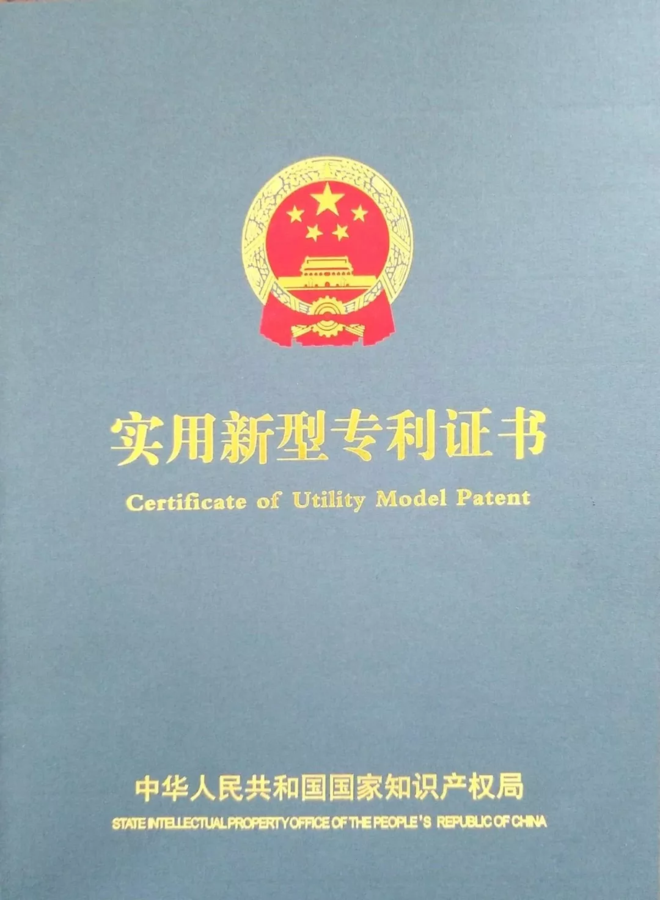 实用新型专利证书
Certificate of Utility Model Patent
中华人民共和国国家知识产权局
STATE INTELLECTUAL PROPERTY OFFICE OF THE PEOPLE'S REPUBLIC OF CHINA